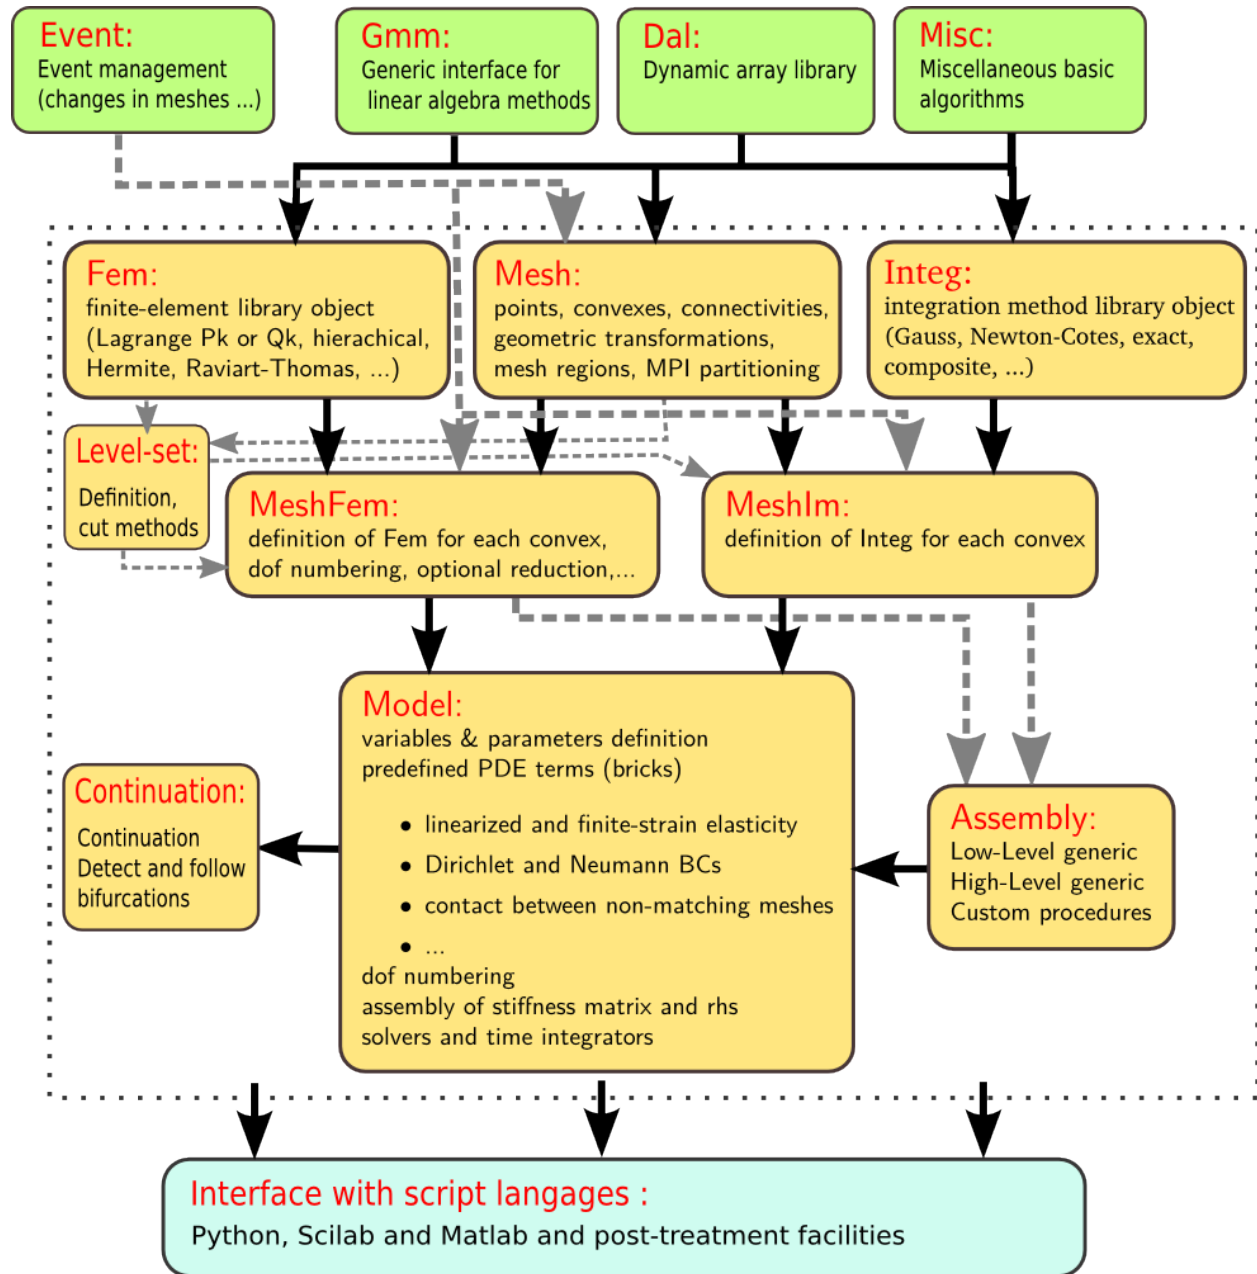 Event:
Event management
(changes in meshes ...)
Gmm:
Generic interface for
linear algebra methods
Dal:
Dynamic array library
Misc:
Miscellaneous basic
algorithms
Fem:
finite-element library object
(Lagrange Pk or Qk, hierachical,
Hermite, Raviart-Thomas, ...)
Mesh:
points, convexes, connectivities,
geometric transformations,
mesh regions, MPI partitioning
Integ:
integration method library object
(Gauss, Newton-Cotes, exact,
composite, ...)
Level-set:
Definition,
cut methods
MeshFem:
definition of Fem for each convex,
dof numbering, optional reduction,...
MeshIm:
definition of Integ for each convex
Model:
variables & parameters definition
predefined PDE terms (bricks)
• linearized and finite-strain elasticity
• Dirichlet and Neumann BCs
• contact between non-matching meshes
• ...
dof numbering
assembly of stiffness matrix and rhs
solvers and time integrators
Continuation:
Continuation
Detect and follow
bifurcations
Assembly:
Low-Level generic
High-Level generic
Custom procedures
Interface with script langages :
Python, Scilab and Matlab and post-treatment facilities